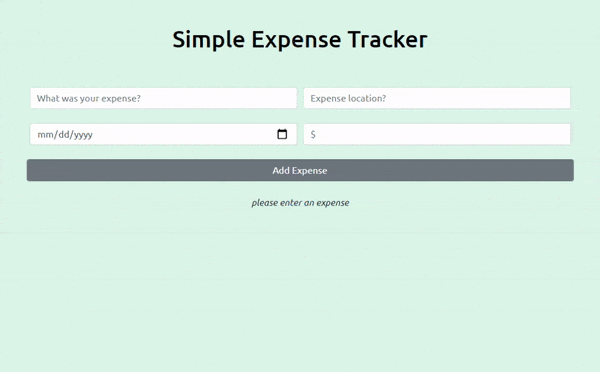 Simple Expense Tracker
What was your expense? Expense location?
mm/dd/yyyy $
Add Expense
please enter an expense